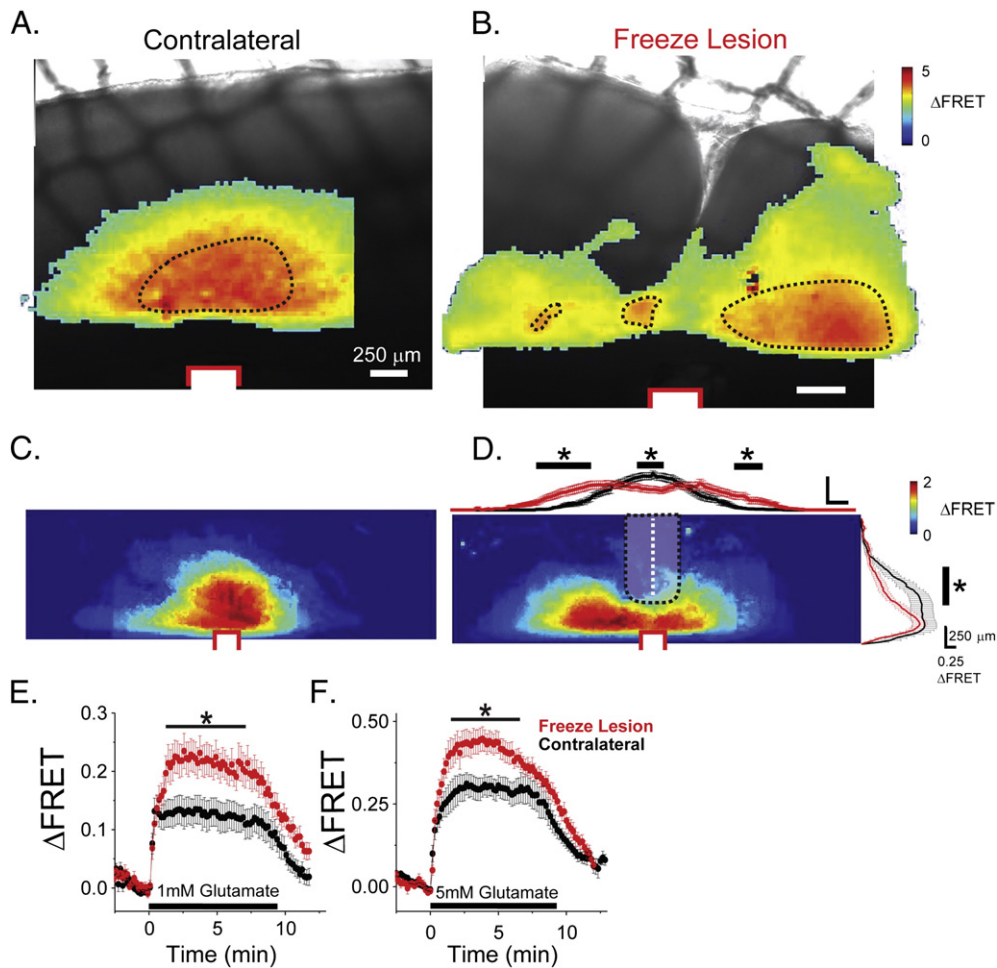 A.
Contralateral
250 μm
B.
Freeze Lesion
5
ΔFRET
0
C.
D.
*
*
*
2
ΔFRET
0
*
250 μm
0.25
ΔFRET
E.
0.3
0.2
0.1
0.0
ΔFRET
*
1mM Glutamate
0
5
10
Time (min)
F.
0.50
0.25
0.00
ΔFRET
*
Freeze Lesion
Contralateral
5mM Glutamate
0
5
10
Time (min)